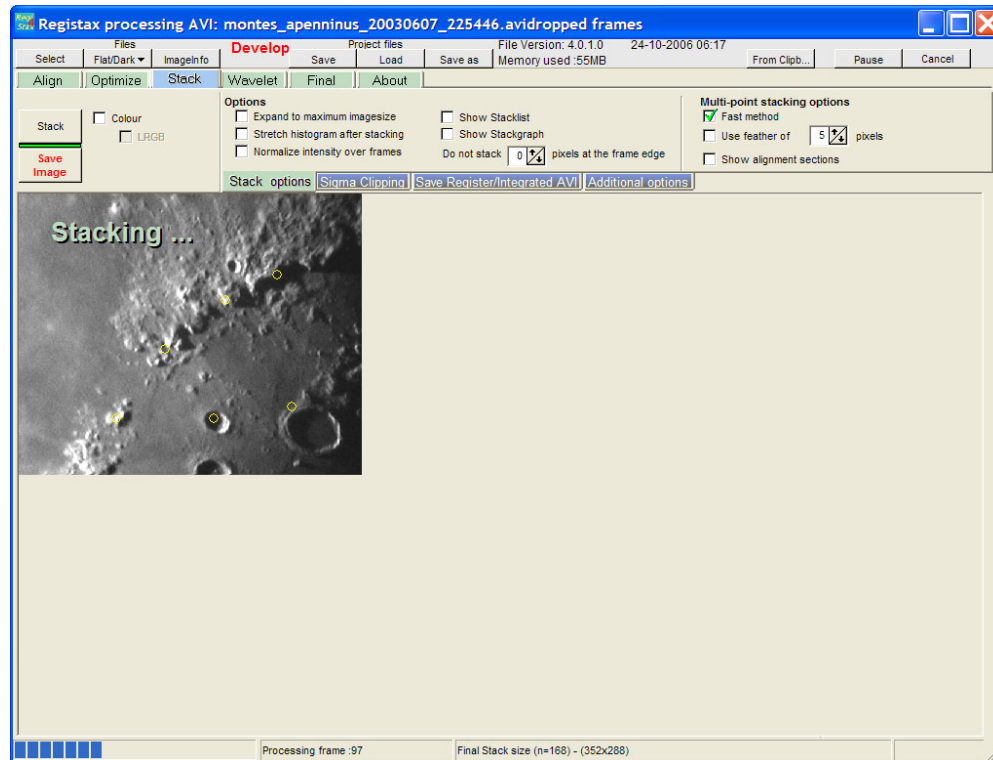 Registax processing AVI: montes_apenninus_20030607_225446.avidropped frames
Files Develop Project files File Version: 4.0.1.0 24-10-2006 06:17
Select Flat/Dark ImageInfo Save Load Save as Memory used :55MB From Clipb... Pause Cancel
Align Optimize Stack Wavelet Final About
Options Multi-point stacking options
Stack Colour Expand to maximum imagesize Show Stacklist Fast method
LRGB Stretch histogram after stacking Show Stackgraph Use feather of 5 pixels
Save Image Normalize intensity over frames Do not stack 0 pixels at the frame edge Show alignment sections
Stack options Sigma Clipping Save Register/Integrated AVI Additional options
Stacking ...
Processing frame :97 Final Stack size (n=168) - (352x288)